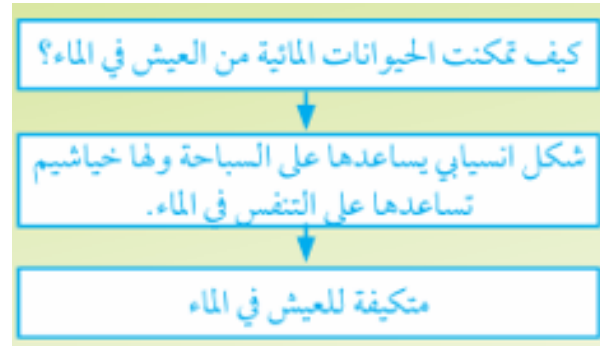 كيف تمكنت الحيوانات المائية من العيش في الماء؟
شكل انسيابي يساعدها على السباحة ولها خياشيم
تساعدها على التنفس في الماء.
متكيفة للعيش في الماء